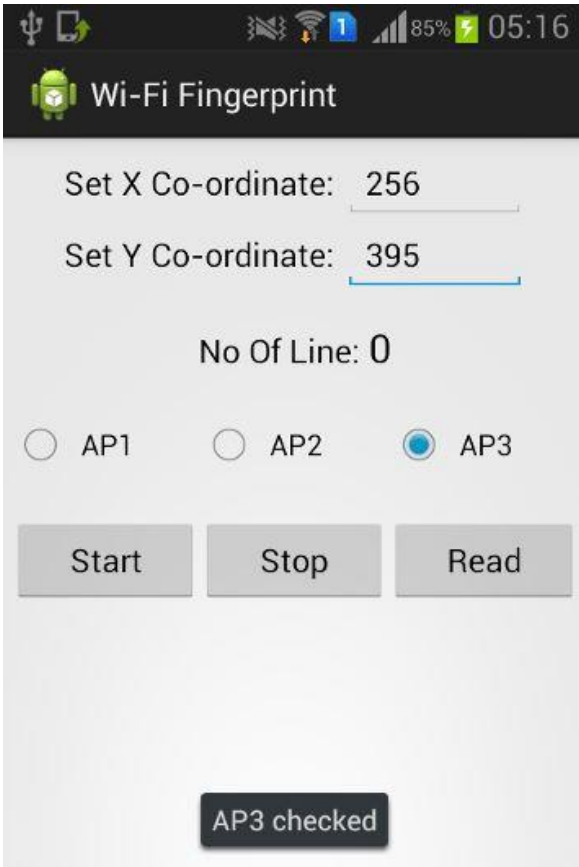 1 85% 05:16
Wi-Fi Fingerprint
Set X Co-ordinate: 256
Set Y Co-ordinate: 395
No Of Line: 0
AP1 AP2 AP3
Start Stop Read
AP3 checked